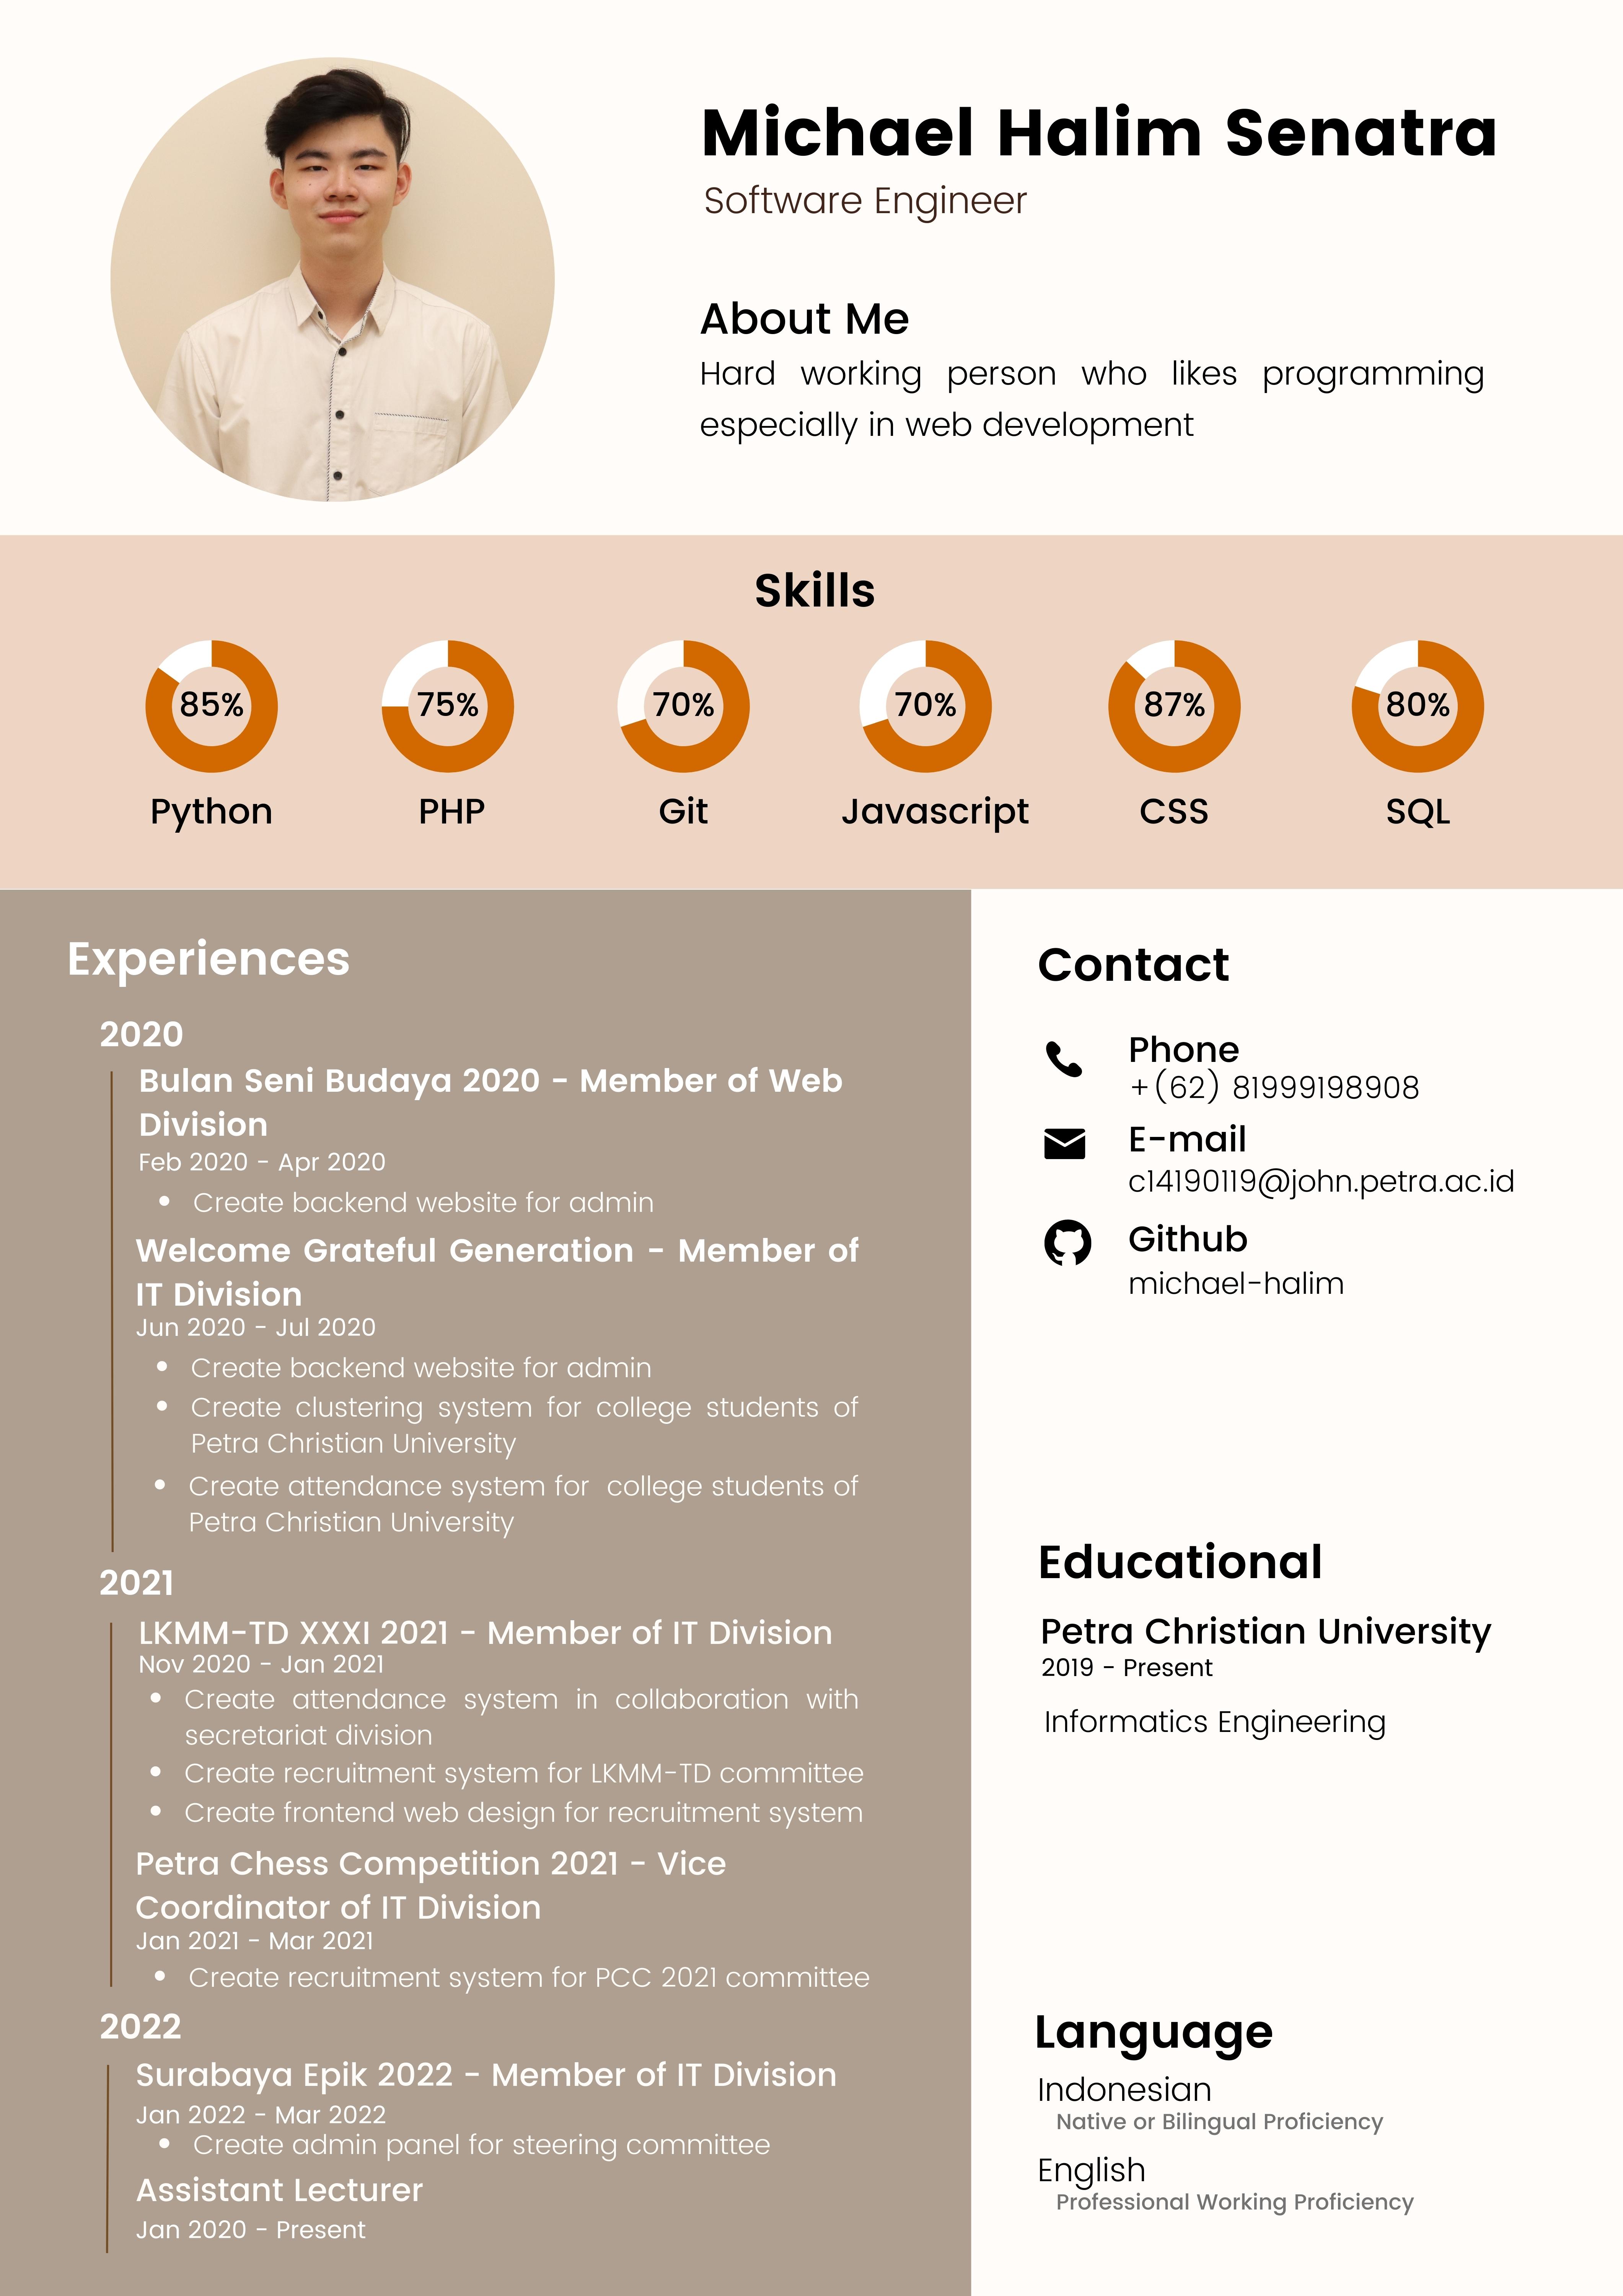 Michael Halim Senatra
Software Engineer
About Me
Hard working person who likes programming
especially in web development
Skills
85%
75%
70%
70%
87%
80%
Python
PHP
Git
Javascript
CSS
SQL
Experiences
2020
Bulan Seni Budaya 2020 - Member of Web
Division
Feb 2020 - Apr 2020
• Create backend website for admin
Welcome Grateful Generation - Member of
IT Division
Jun 2020 - Jul 2020
• Create backend website for admin
• Create clustering system for college students of
Petra Christian University
• Create attendance system for college students of
Petra Christian University
2021
LKMM-TD XXXI 2021 - Member of IT Division
Nov 2020 - Jan 2021
• Create attendance system in collaboration with
secretariat division
• Create recruitment system for LKMM-TD committee
• Create frontend web design for recruitment system
Petra Chess Competition 2021 - Vice
Coordinator of IT Division
Jan 2021 - Mar 2021
• Create recruitment system for PCC 2021 committee
2022
Surabaya Epik 2022 - Member of IT Division
Jan 2022 - Mar 2022
• Create admin panel for steering committee
Assistant Lecturer
Jan 2020 - Present
Contact
Phone
+(62) 81999198908
E-mail
c14190119@john.petra.ac.id
Github
michael-halim
Educational
Petra Christian University
2019 - Present
Informatics Engineering
Language
Indonesian
Native or Bilingual Proficiency
English
Professional Working Proficiency